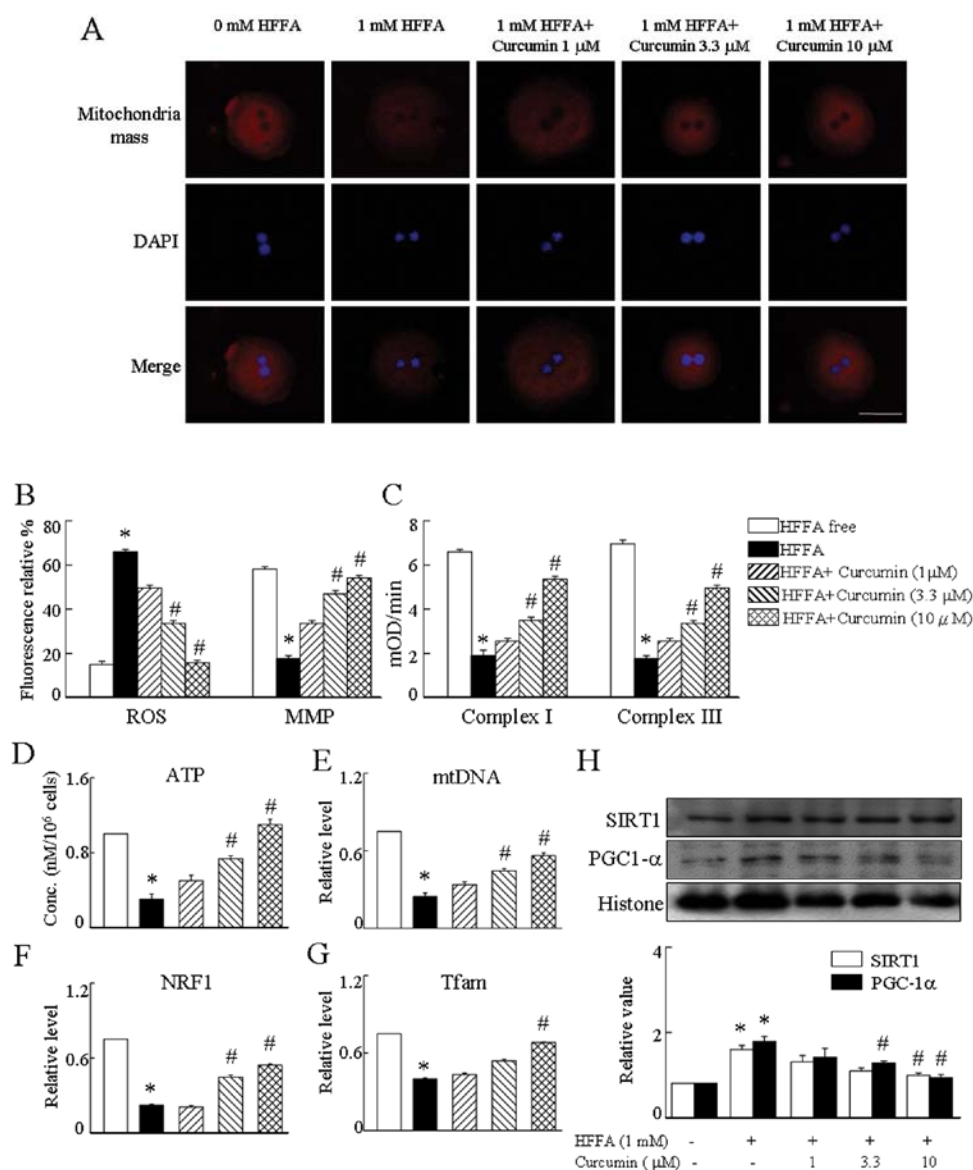 A
0 mM HFFA
1 mM HFFA
1 mM HFFA+
Curcumin 1 μM
1 mM HFFA+
Curcumin 3.3 μM
1 mM HFFA+
Curcumin 10 μM
Mitochondria
mass
DAPI
Merge
B
Fluorescence relative %
80
60
40
20
0
ROS
MMP
C
mOD/min
8
6
4
2
0
Complex I
Complex III
HFFA free
HFFA
HFFA+ Curcumin (1μM)
HFFA+Curcumin (3.3 μM)
HFFA+Curcumin (10 μ M)
* # # * # #
* # # * # #
D
ATP
Conc. (nM/10⁶ cells)
1.6
0.8
0
* # #
E
mtDNA
Relative level
1.2
0.6
0
* # #
F
NRF1
Relative level
1.2
0.6
0
* # #
G
Tfam
Relative level
1.2
0.6
0
* #
H
SIRT1
PGC1-α
Histone
SIRT1
PGC-1α
Relative value
4
2
0
* * # # #
HFFA (1 mM) - + + + +
Curcumin ( μM) - - 1 3.3 10